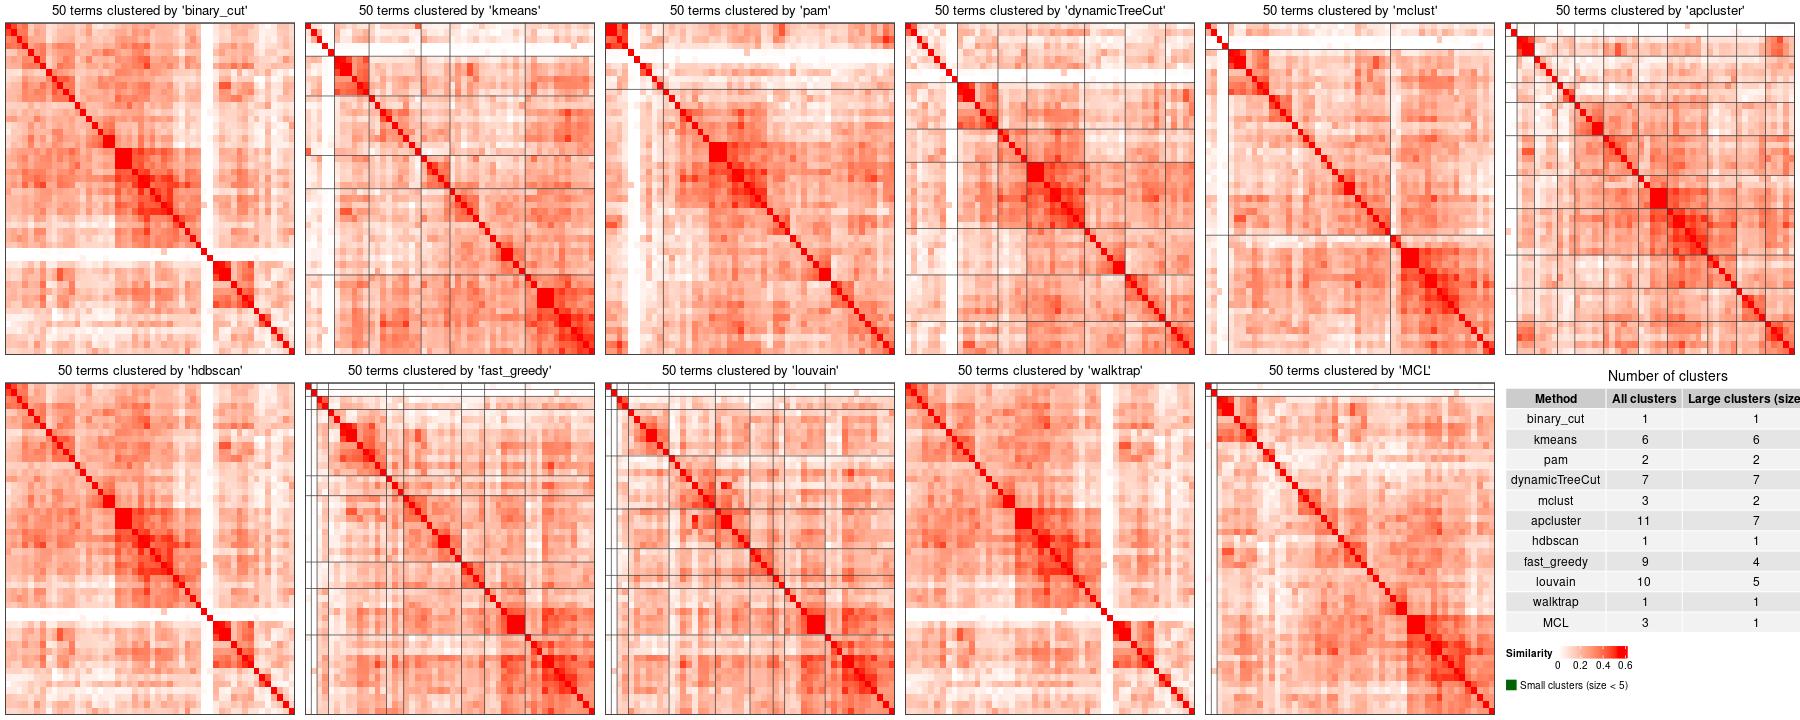 50 terms clustered by 'binary_cut'
50 terms clustered by 'kmeans'
50 terms clustered by 'pam'
50 terms clustered by 'dynamicTreeCut'
50 terms clustered by 'mclust'
50 terms clustered by 'apcluster'
50 terms clustered by 'hdbscan'
50 terms clustered by 'fast_greedy'
50 terms clustered by 'louvain'
50 terms clustered by 'walktrap'
50 terms clustered by 'MCL'
Number of clusters
Method All clusters Large clusters (size
binary_cut 1 1
kmeans 6 6
pam 2 2
dynamicTreeCut 7 7
mclust 3 2
apcluster 11 7
hdbscan 1 1
fast_greedy 9 4
louvain 10 5
walktrap 1 1
MCL 3 1
Similarity
0 0.2 0.4 0.6
Small clusters (size < 5)